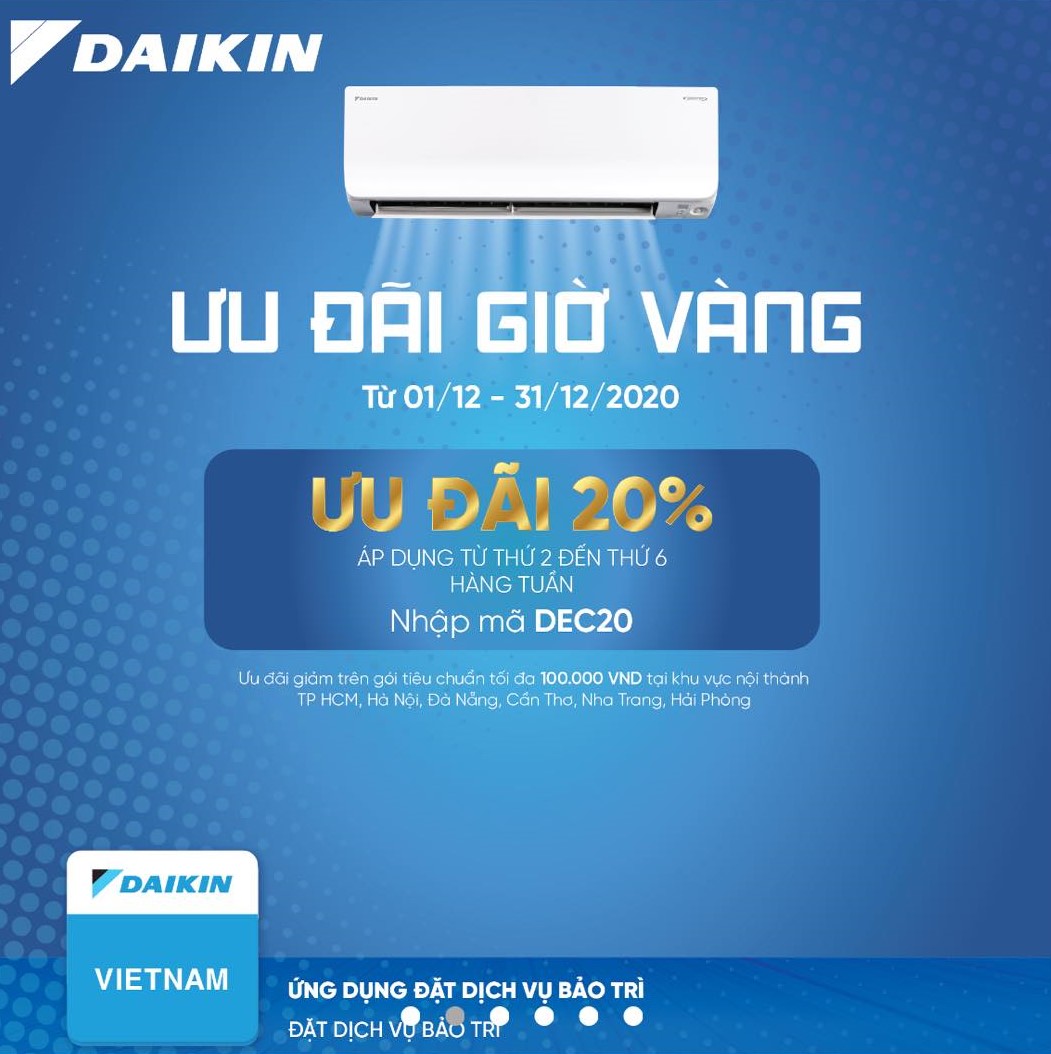 DAIKIN
ƯU ĐÃI GIỜ VÀNG
Từ 01/12 - 31/12/2020
ƯU ĐÃI 20%
ÁP DỤNG TỪ THỨ 2 ĐẾN THỨ 6
HÀNG TUẦN
Nhập mã DEC20
Ưu đãi giảm trên gói tiêu chuẩn tối đa 100.000 VND tại khu vực nội thành
TP HCM, Hà Nội, Đà Nẵng, Cần Thơ, Nha Trang, Hải Phòng
DAIKIN
VIETNAM
ỨNG DỤNG ĐẶT DỊCH VỤ BẢO TRÌ
ĐẶT DỊCH VỤ BẢO TRÌ